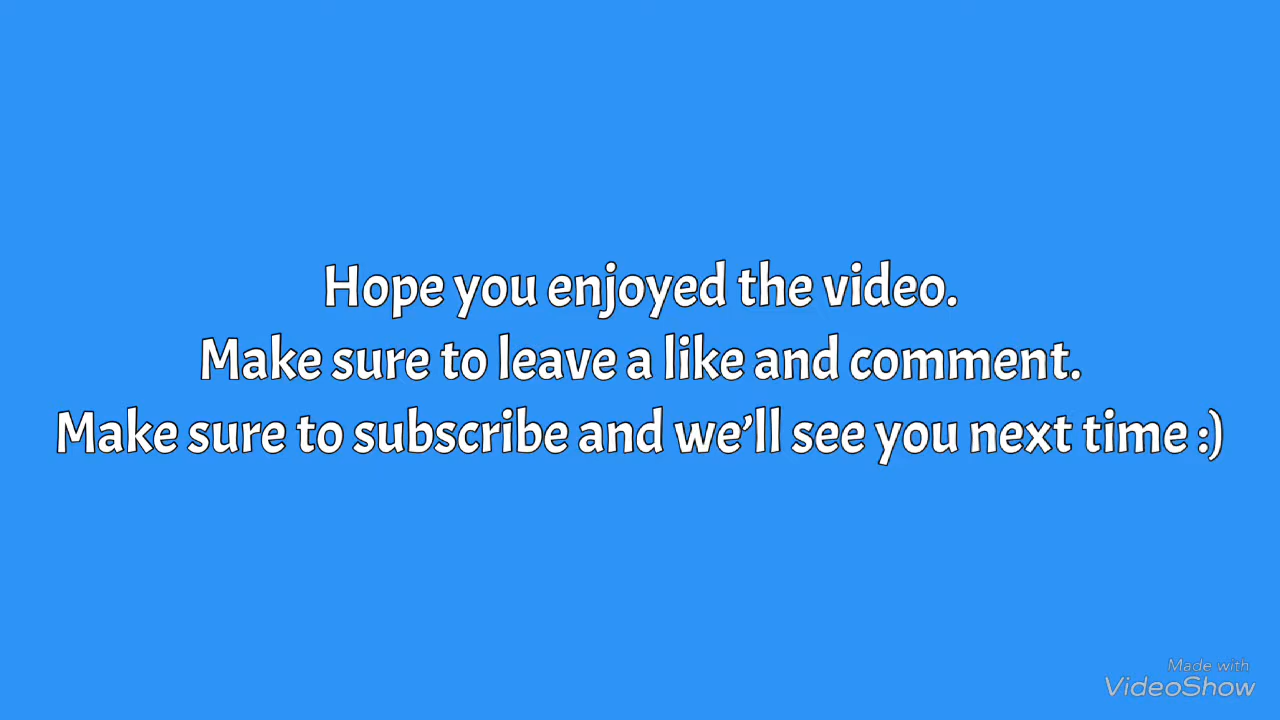 Hope you enjoyed the video.
Make sure to leave a like and comment.
Make sure to subscribe and we’ll see you next time :)
Made with
VideoShow